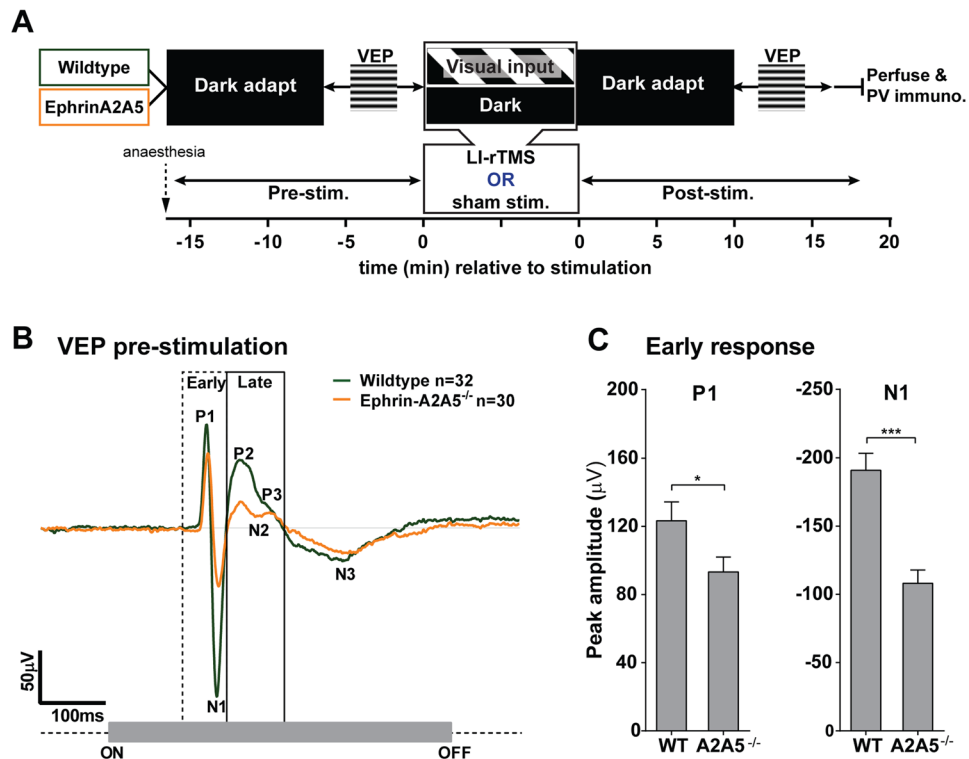 A
Wildtype
EphrinA2A5
Dark adapt
VEP
Visual input
Dark
Dark adapt
VEP
Perfuse &
PV immuno.
anaesthesia
Pre-stim.
LI-rTMS
OR
sham stim.
Post-stim.
-15 -10 -5 0 0 5 10 15 20
time (min) relative to stimulation
B VEP pre-stimulation
Early Late
Wildtype n=32
Ephrin-A2A5-/- n=30
P1
P2
P3
N2
N3
N1
50μV
100ms
ON OFF
C Early response
P1
Peak amplitude (μV)
200
160
120
80
40
0
*
WT A2A5-/-
N1
-250
-200
-150
-100
-50
0
***
WT A2A5-/-